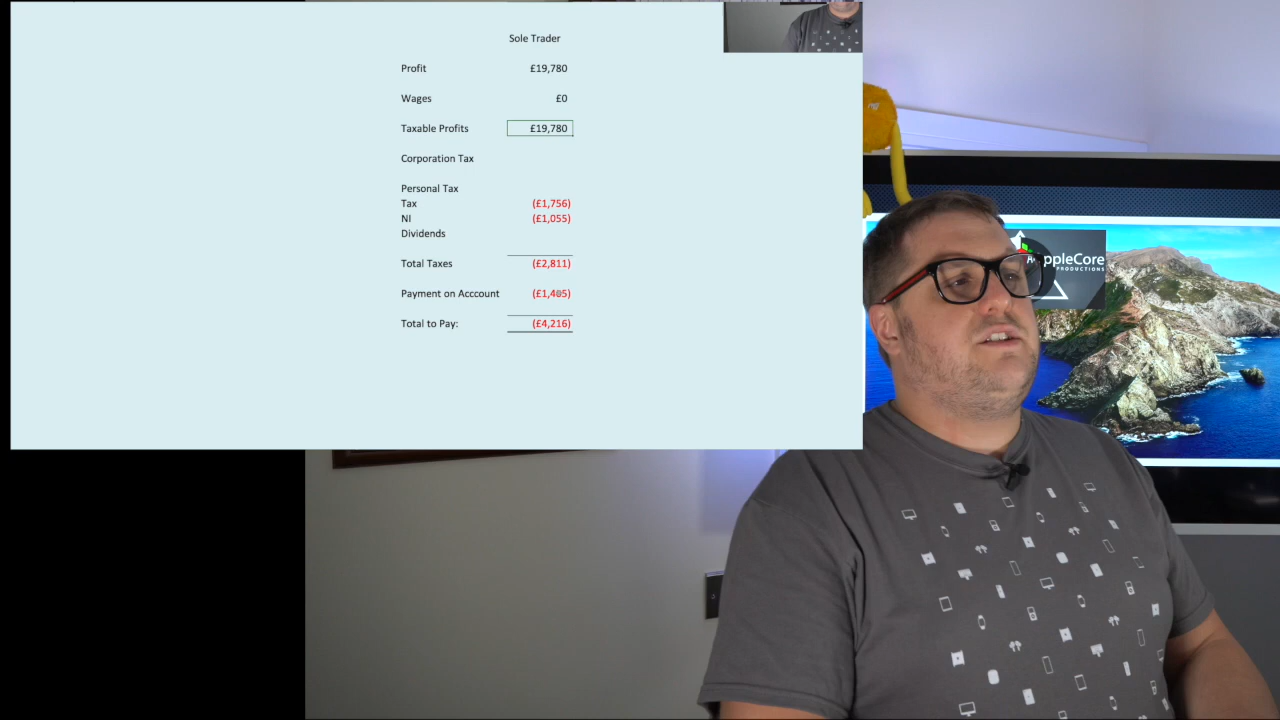 Sole Trader
Profit £19,780
Wages £0
Taxable Profits £19,780
Corporation Tax
Personal Tax
Tax (£1,756)
NI (£1,055)
Dividends
Total Taxes (£2,811)
Payment on Acccount (£1,405)
Total to Pay: (£4,216)
AppleCore
PRODUCTIONS